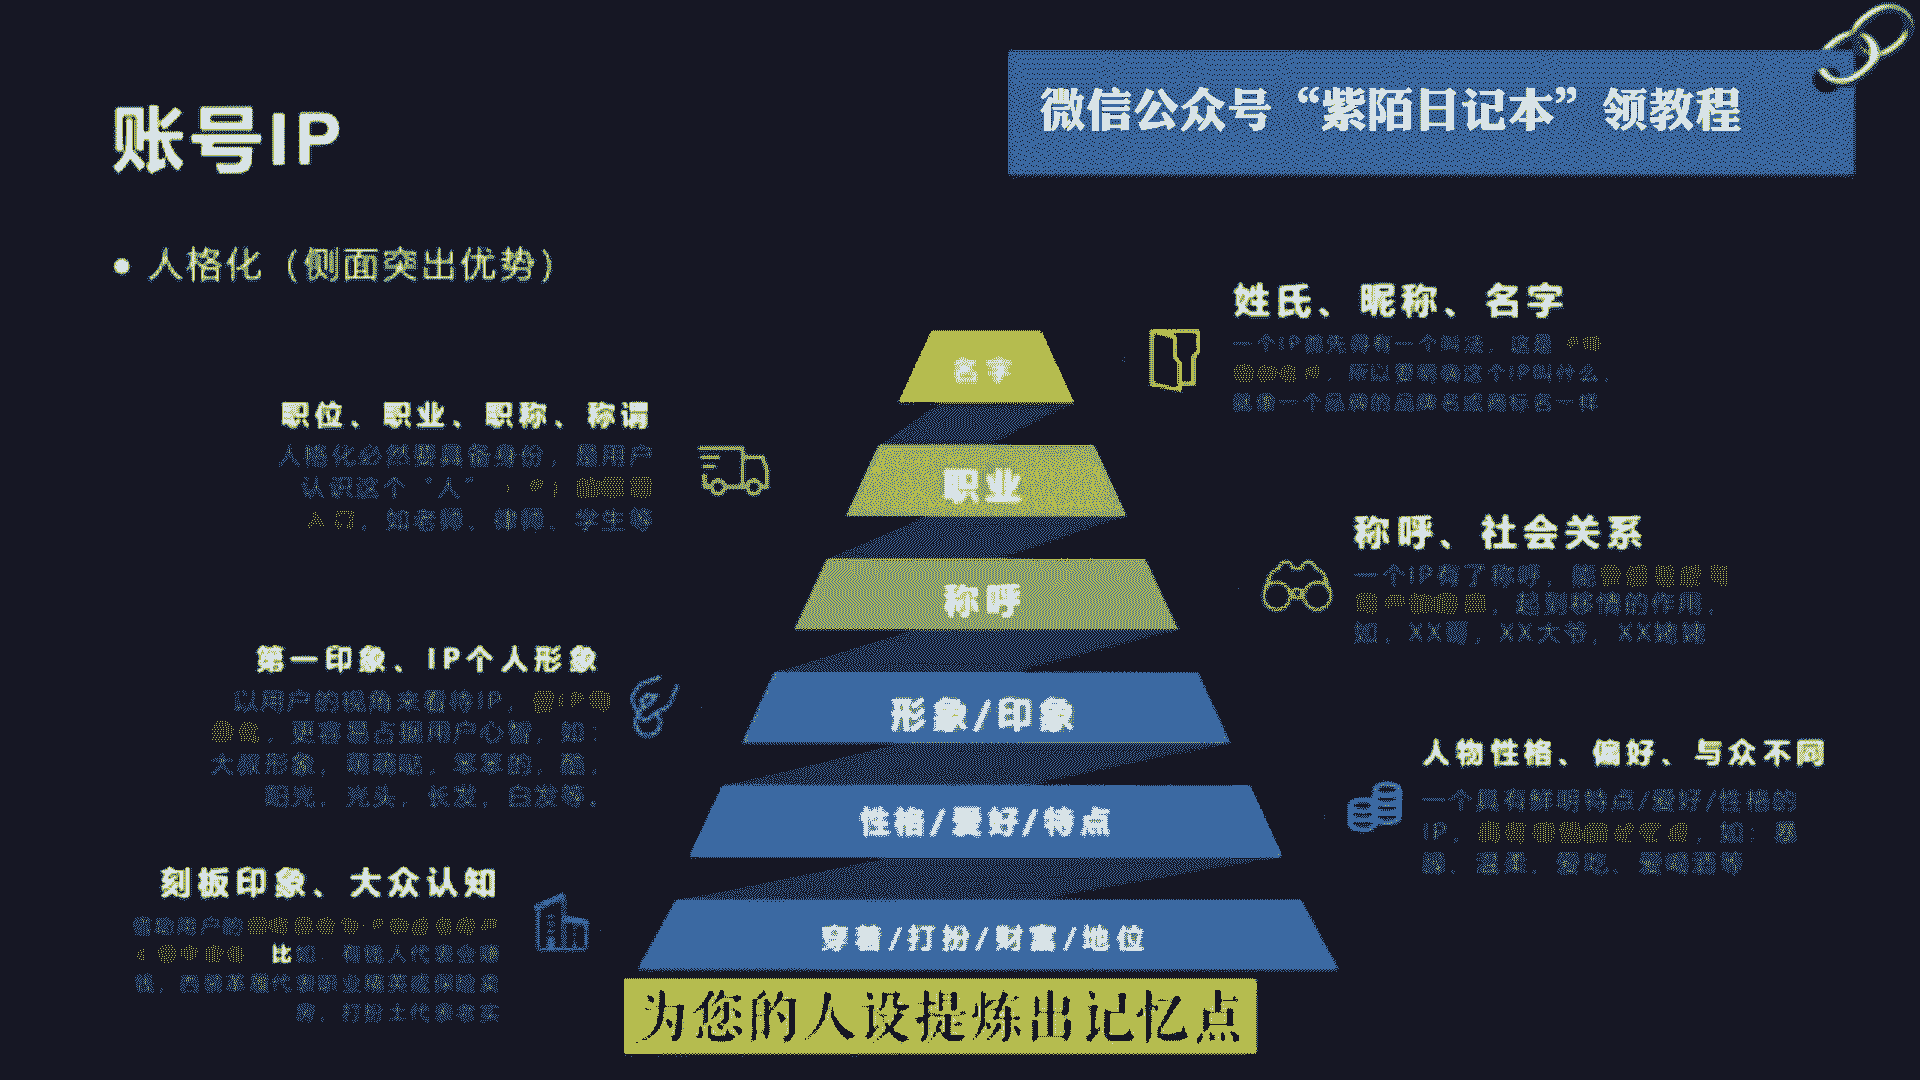 账号IP
微信公众号“紫陌日记本”领教程
• 人格化（侧面突出优势）
姓氏、昵称、名字
一个IP首先得有一个叫法，这是
，所以要明确这个IP叫什么，
就像一个品牌的品牌名或商标名一样
名字
职位、职业、职称、称谓
人格化必然要具备身份，是用户
认识这个“人”
入口，如老师、律师、学生等
职业
称呼、社会关系
一个IP有了称呼，能
，起到移情的作用，
如，XX哥，XX大爷，XX姥姥
称呼
第一印象、IP个人形象
以用户的视角来看待IP，
，更容易占据用户心智，如：
大叔形象，萌萌哒，笨笨的，酷，
阳光，光头，长发，白发等。
形象/印象
人物性格、偏好、与众不同
一个具有鲜明特点/爱好/性格的
IP，
，如：暴
躁、温柔、爱吃、爱喝酒等
性格/爱好/特点
刻板印象、大众认知
借助用户的
比如
钱，西装革履代表职业精英或保险卖
房，打扮土代表老实
穿着/打扮/财富/地位
为您的人设提炼出记忆点